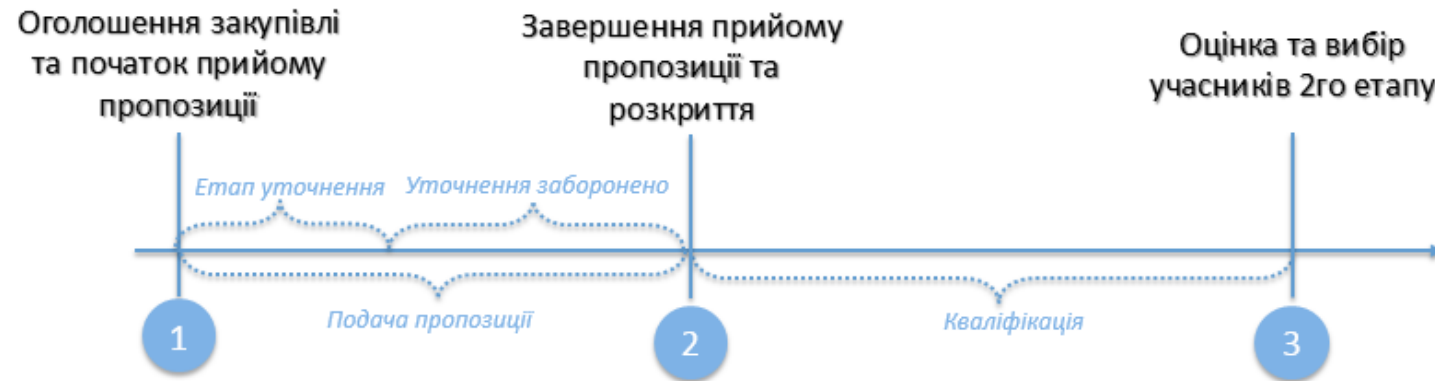 Оголошення закупівлі
та початок прийому
пропозиції
Завершення прийому
пропозиції та
розкриття
Оцінка та вибір
учасників 2го етапу
Етап уточнення
Уточнення заборонено
Подача пропозиції
Кваліфікація
1
2
3